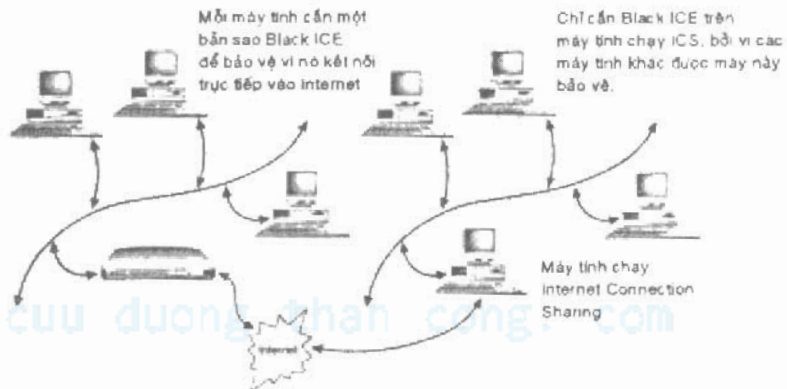 Mỗi máy tính cần một
bản sao Black ICE
để bảo vệ vì nó kết nối
trực tiếp vào Internet
Chỉ cần Black ICE trên
máy tính chạy ICS, bởi vì các
máy tính khác được máy này
bảo vệ.
Máy tính chạy
Internet Connection
Sharing
Internet
cuu duong than cong. com